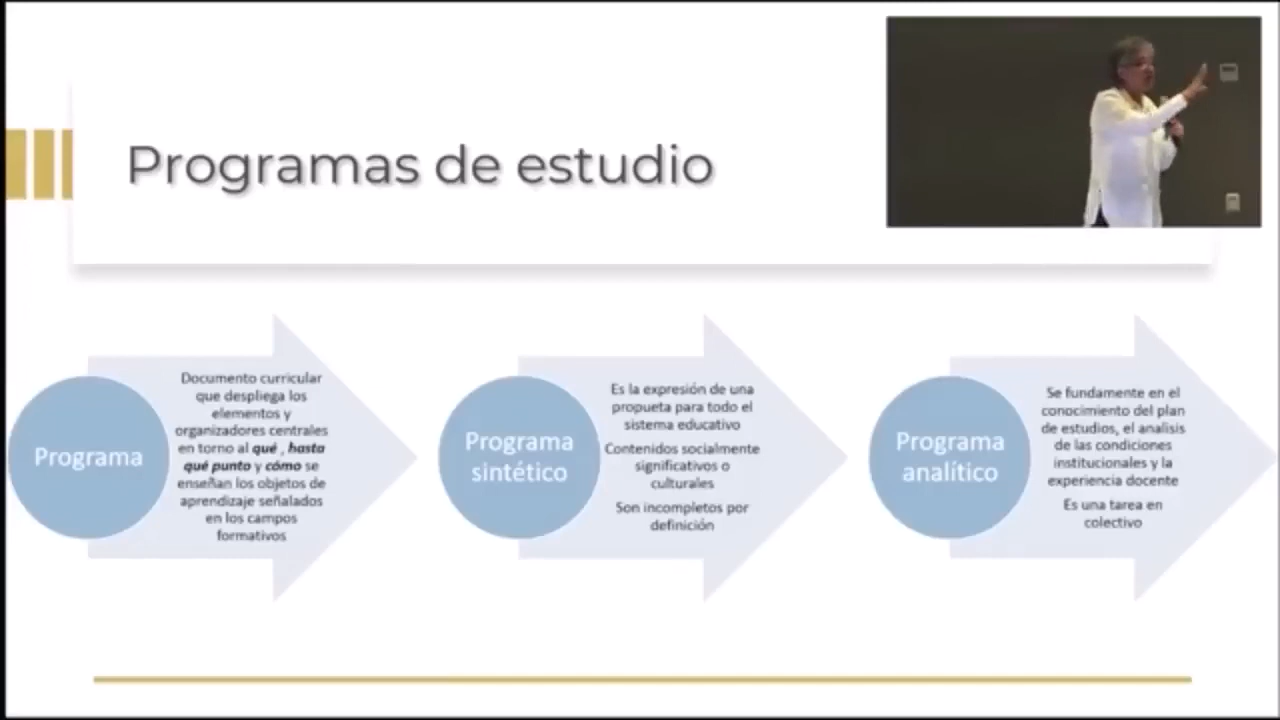 Programas de estudio
Programa
Documento curricular
que despliega los
elementos y
organizadores centrales
en torno al qué , hasta
qué punto y cómo se
enseñan los objetos de
aprendizaje señalados
en los campos
formativos
Programa
sintético
Es la expresión de una
propueta para todo el
sistema educativo
Contenidos socialmente
significativos o
culturales
Son incompletos por
definición
Programa
analítico
Se fundamente en el
conocimiento del plan
de estudios, el analisis
de las condiciones
institucionales y la
experiencia docente
Es una tarea en
colectivo